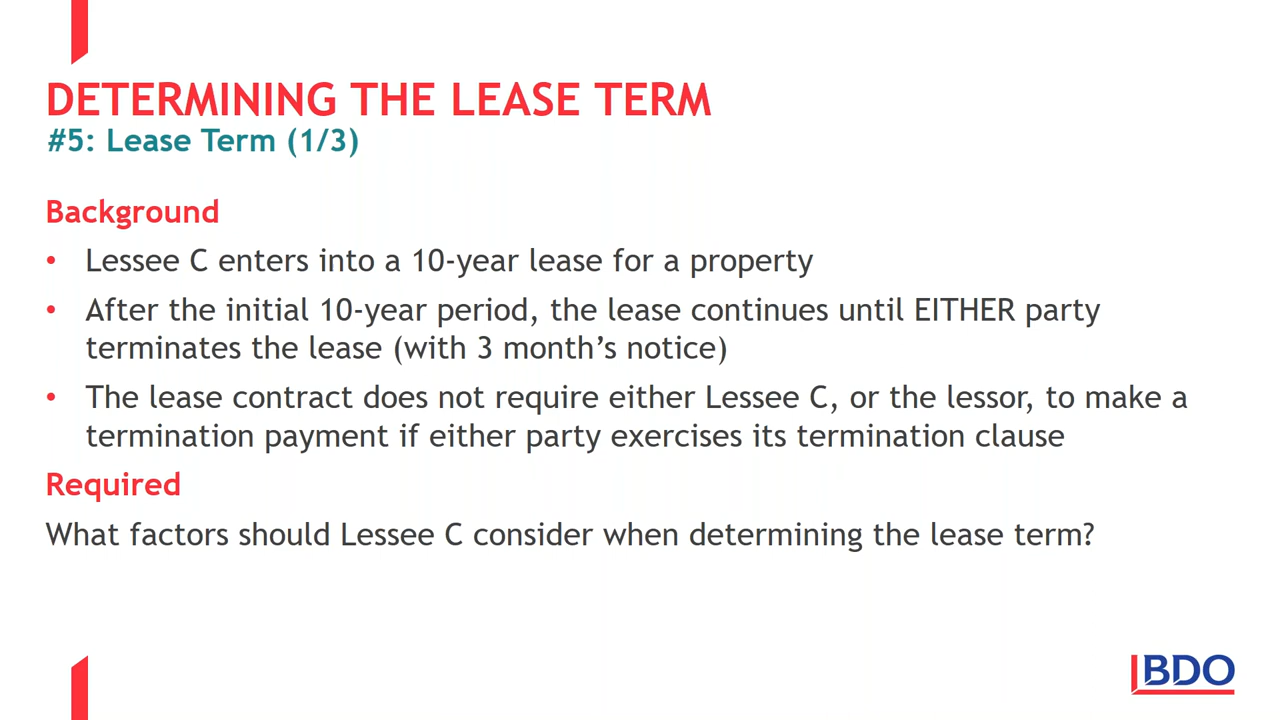 DETERMINING THE LEASE TERM
#5: Lease Term (1/3)
Background
• Lessee C enters into a 10-year lease for a property
• After the initial 10-year period, the lease continues until EITHER party
terminates the lease (with 3 month’s notice)
• The lease contract does not require either Lessee C, or the lessor, to make a
termination payment if either party exercises its termination clause
Required
What factors should Lessee C consider when determining the lease term?
BDO